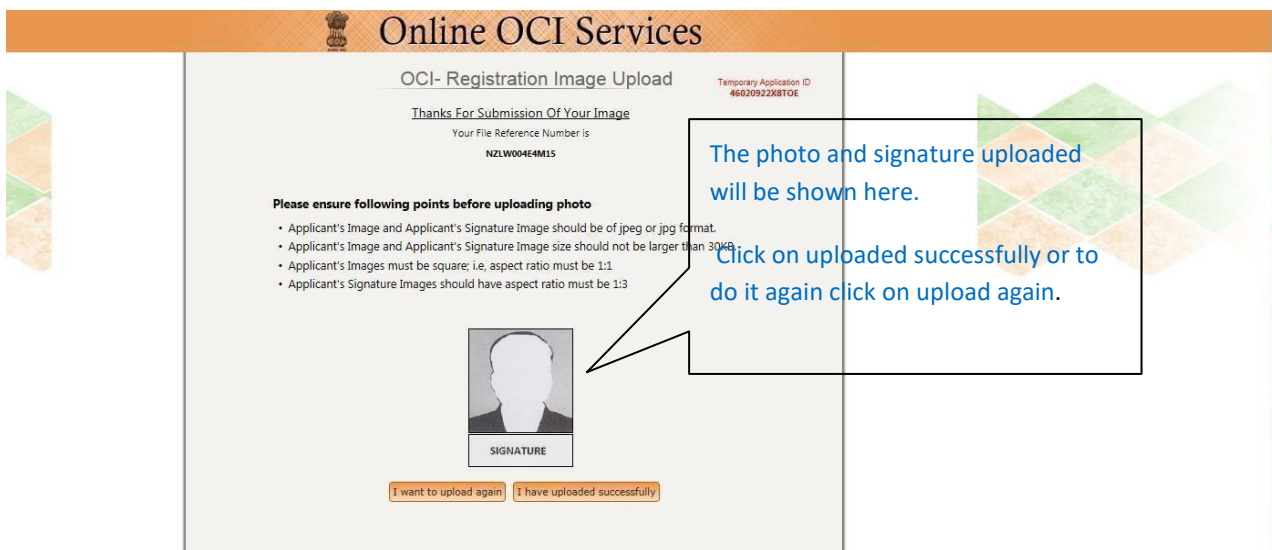 Online OCI Services
OCI- Registration Image Upload
Temporary Application ID
46020922X8TOE
Thanks For Submission Of Your Image
Your File Reference Number is
NZLW004E4M15
The photo and signature uploaded
will be shown here.
Click on uploaded successfully or to
do it again click on upload again.
Please ensure following points before uploading photo
• Applicant's Image and Applicant's Signature Image should be of jpeg or jpg format.
• Applicant's Image and Applicant's Signature Image size should not be larger than 30KB
• Applicant's Images must be square; i.e, aspect ratio must be 1:1
• Applicant's Signature Images should have aspect ratio must be 1:3
SIGNATURE
I want to upload again
I have uploaded successfully